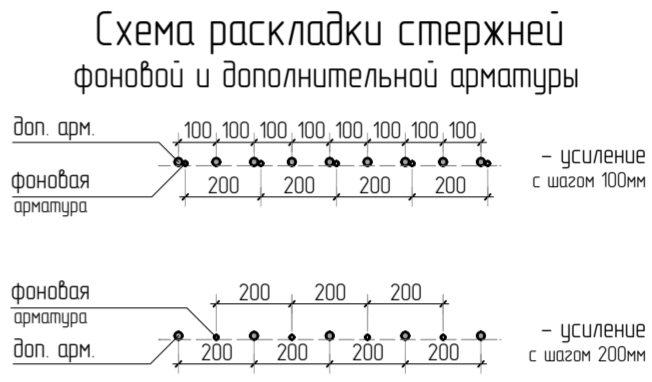 Схема раскладки стержней
фоновой и дополнительной арматуры
доп. арм.
100 100 100 100 100 100 100 100
фоновая
арматура
200 200 200 200
– усиление
с шагом 100мм
фоновая
арматура
200 200 200
доп. арм.
200 200 200 200
– усиление
с шагом 200мм